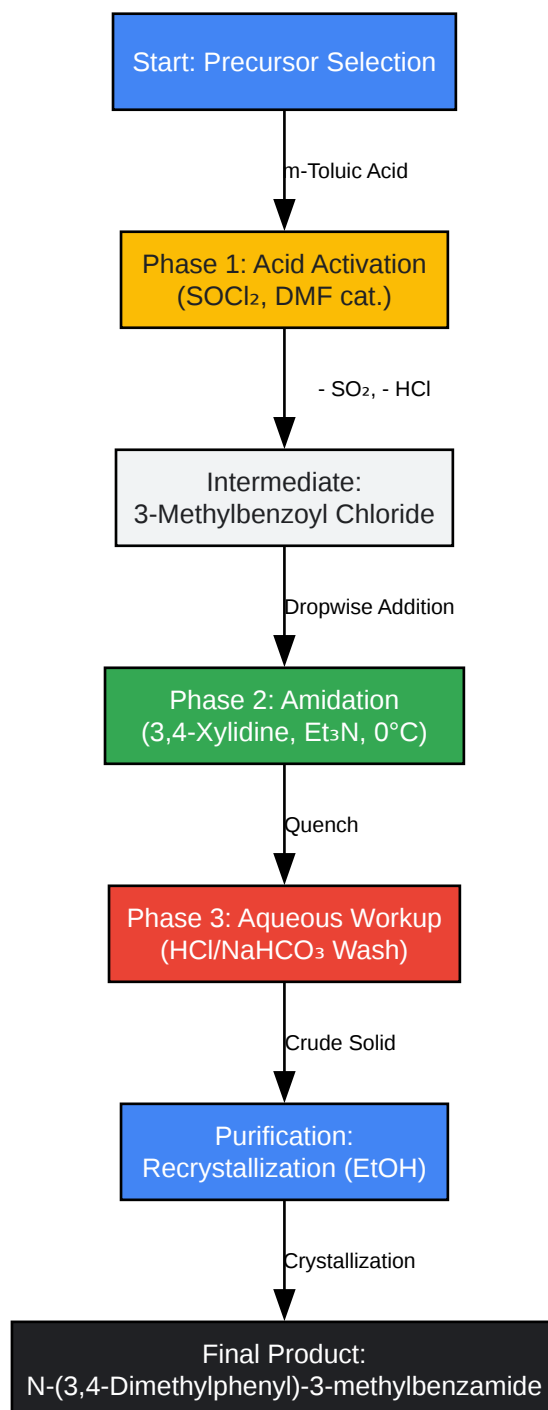 Start: Precursor Selection
m-Toluic Acid
Phase 1: Acid Activation
(SOCl₂, DMF cat.)
- SO₂, - HCl
Intermediate:
3-Methylbenzoyl Chloride
Dropwise Addition
Phase 2: Amidation
(3,4-Xylidine, Et₃N, 0°C)
Quench
Phase 3: Aqueous Workup
(HCl/NaHCO₃ Wash)
Crude Solid
Purification:
Recrystallization (EtOH)
Crystallization
Final Product:
N-(3,4-Dimethylphenyl)-3-methylbenzamide